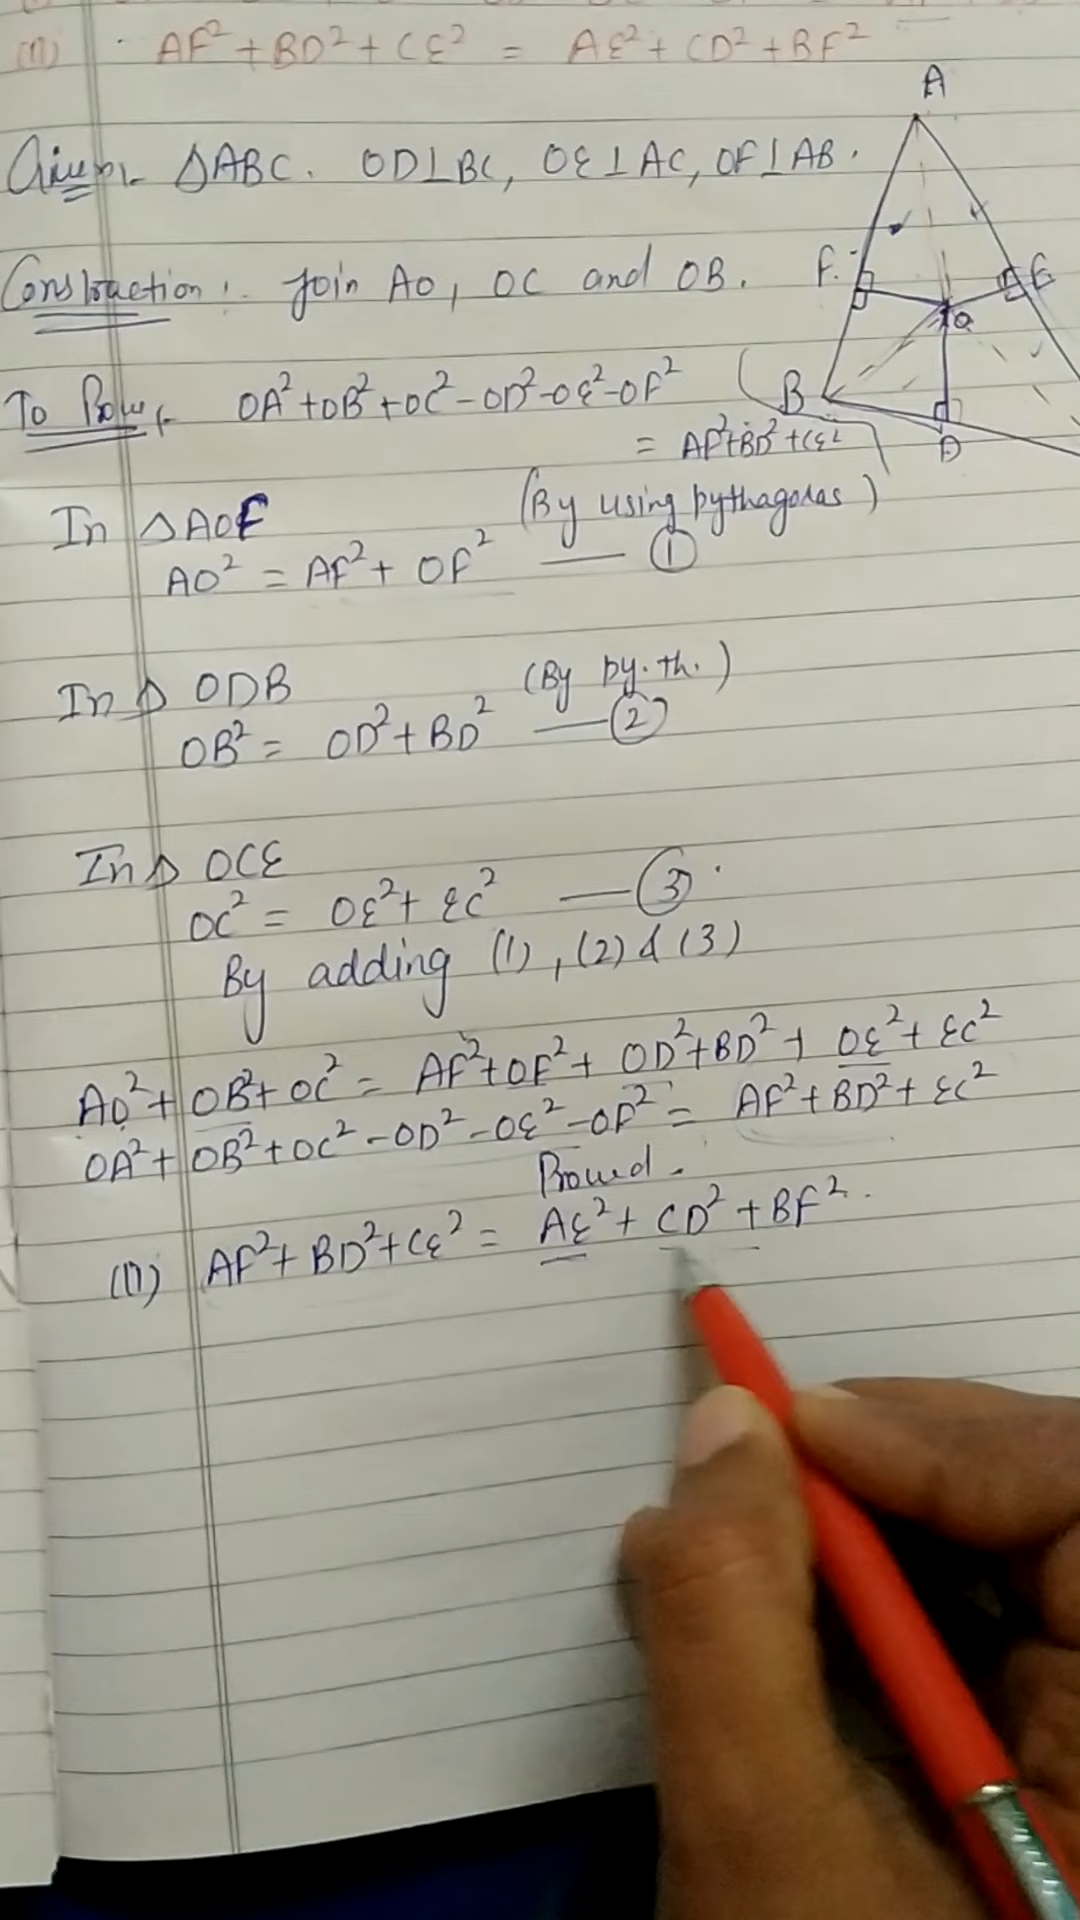 (II) AF² + BD² + CE² = AE² + CD² + BF²
A
Given:- △ABC. OD⊥BC, OE⊥AC, OF⊥AB.
Construction:- Join AO, OC and OB.
F
E
O
To Prove:- OA²+OB²+OC²-OD²-OE²-OF²
B
= AF²+BD²+CE²
D
In △AOF (By using pythagoras)
AO² = AF² + OF² — ①
In △ ODB (By py. th.)
OB² = OD² + BD² — ②
In △ OCE
OC² = OE² + EC² — ③
By adding (1), (2) & (3)
AO² + OB² + OC² = AF² + OF² + OD² + BD² + OE² + EC²
OA² + OB² + OC² - OD² - OE² - OF² = AF² + BD² + EC²
Proved.
(II) AF² + BD² + CE² = AE² + CD² + BF².